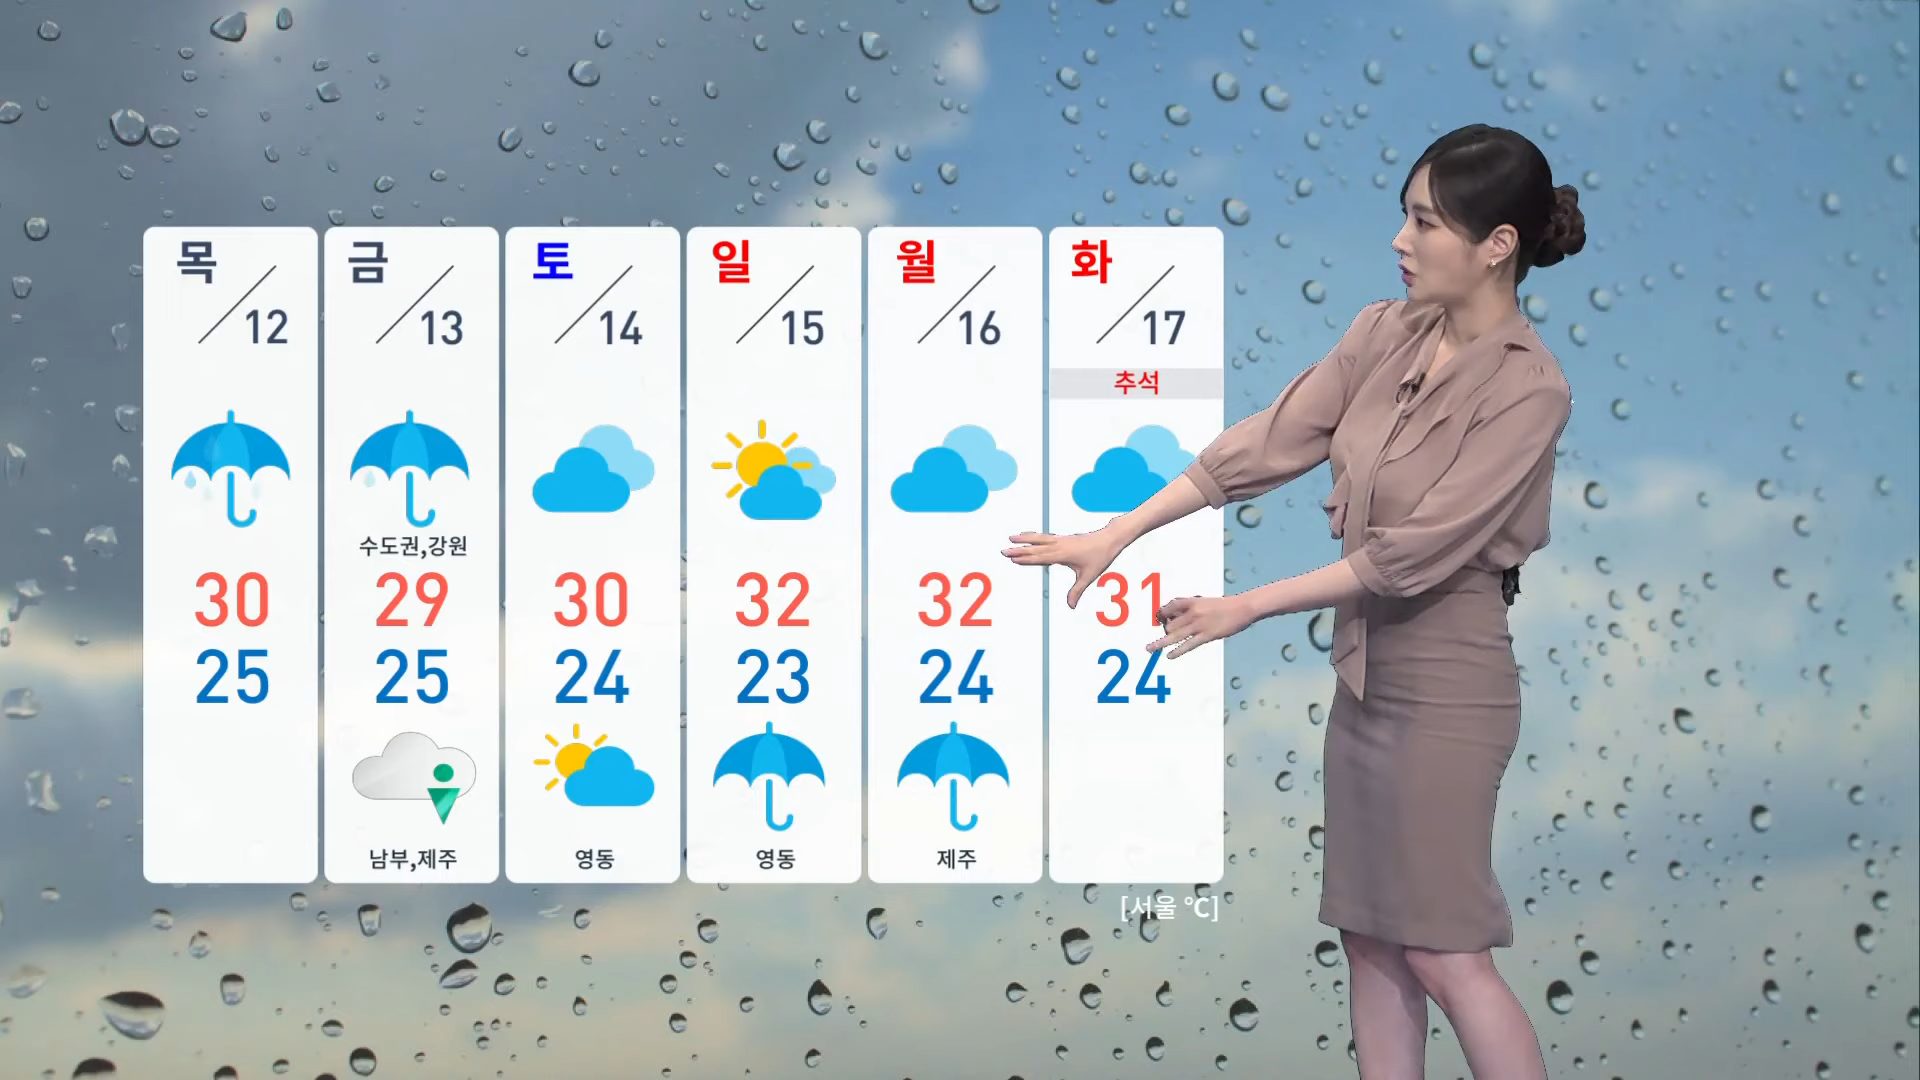 목 12
금 13
토 14
일 15
월 16
화 17
추석
수도권,강원
30 29 30 32 32 31
25 25 24 23 24 24
남부,제주 영동 영동 제주
[서울 ℃]